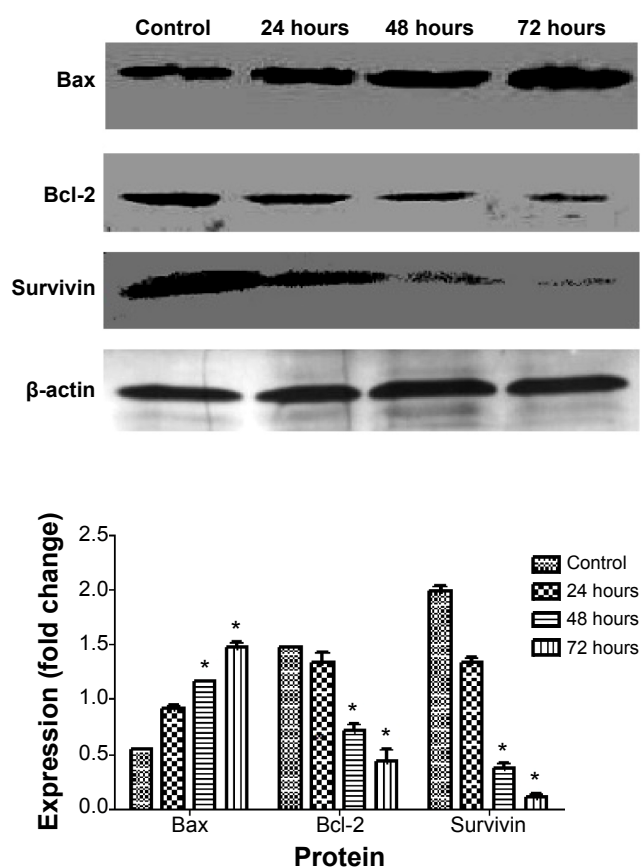 Control 24 hours 48 hours 72 hours
Bax
Bcl-2
Survivin
β-actin
Expression (fold change)
2.5
2.0
1.5
1.0
0.5
0.0
* * * * * *
Control
24 hours
48 hours
72 hours
Bax Bcl-2 Survivin
Protein